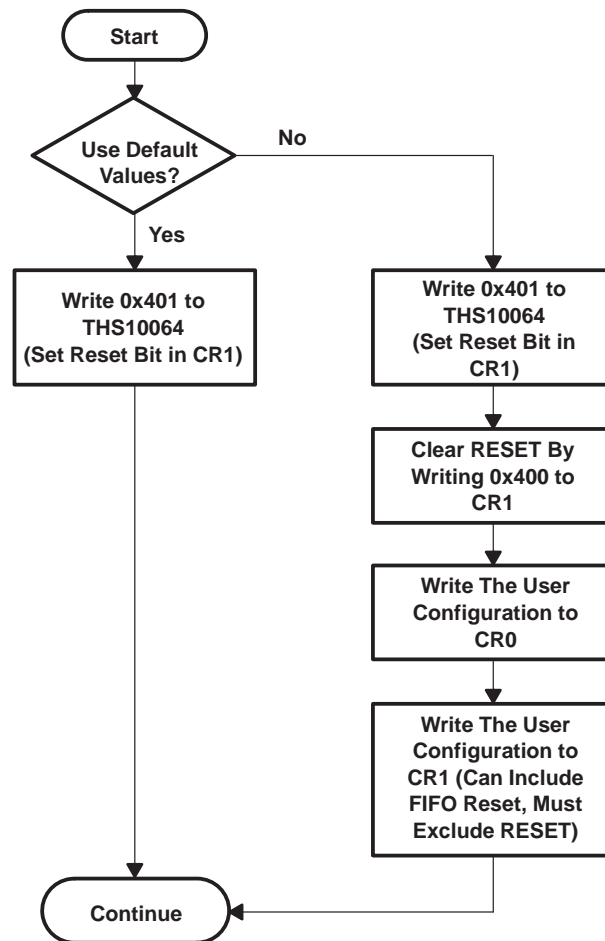 Start
Use Default
Values?
No
Yes
Write 0x401 to
THS10064
(Set Reset Bit in CR1)
Write 0x401 to
THS10064
(Set Reset Bit in
CR1)
Clear RESET By
Writing 0x400 to
CR1
Write The User
Configuration to
CR0
Write The User
Configuration to
CR1 (Can Include
FIFO Reset, Must
Exclude RESET)
Continue